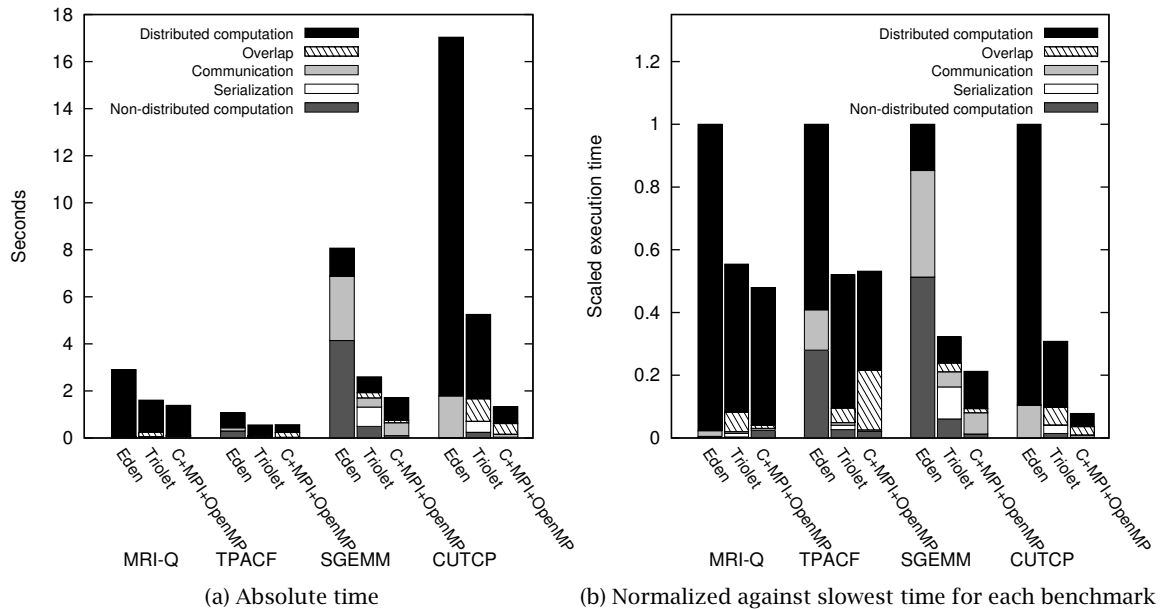 18
16
14
12
10
8
6
4
2
0
Seconds
Distributed computation
Overlap
Communication
Serialization
Non-distributed computation
Eden
Triolet
C+MPI+OpenMP
Eden
Triolet
C+MPI+OpenMP
Eden
Triolet
C+MPI+OpenMP
Eden
Triolet
C+MPI+OpenMP
MRI-Q TPACF SGEMM CUTCP
(a) Absolute time
1.2
1
0.8
0.6
0.4
0.2
0
Scaled execution time
Distributed computation
Overlap
Communication
Serialization
Non-distributed computation
Eden
Triolet
C+MPI+OpenMP
Eden
Triolet
C+MPI+OpenMP
Eden
Triolet
C+MPI+OpenMP
Eden
Triolet
C+MPI+OpenMP
MRI-Q TPACF SGEMM CUTCP
(b) Normalized against slowest time for each benchmark